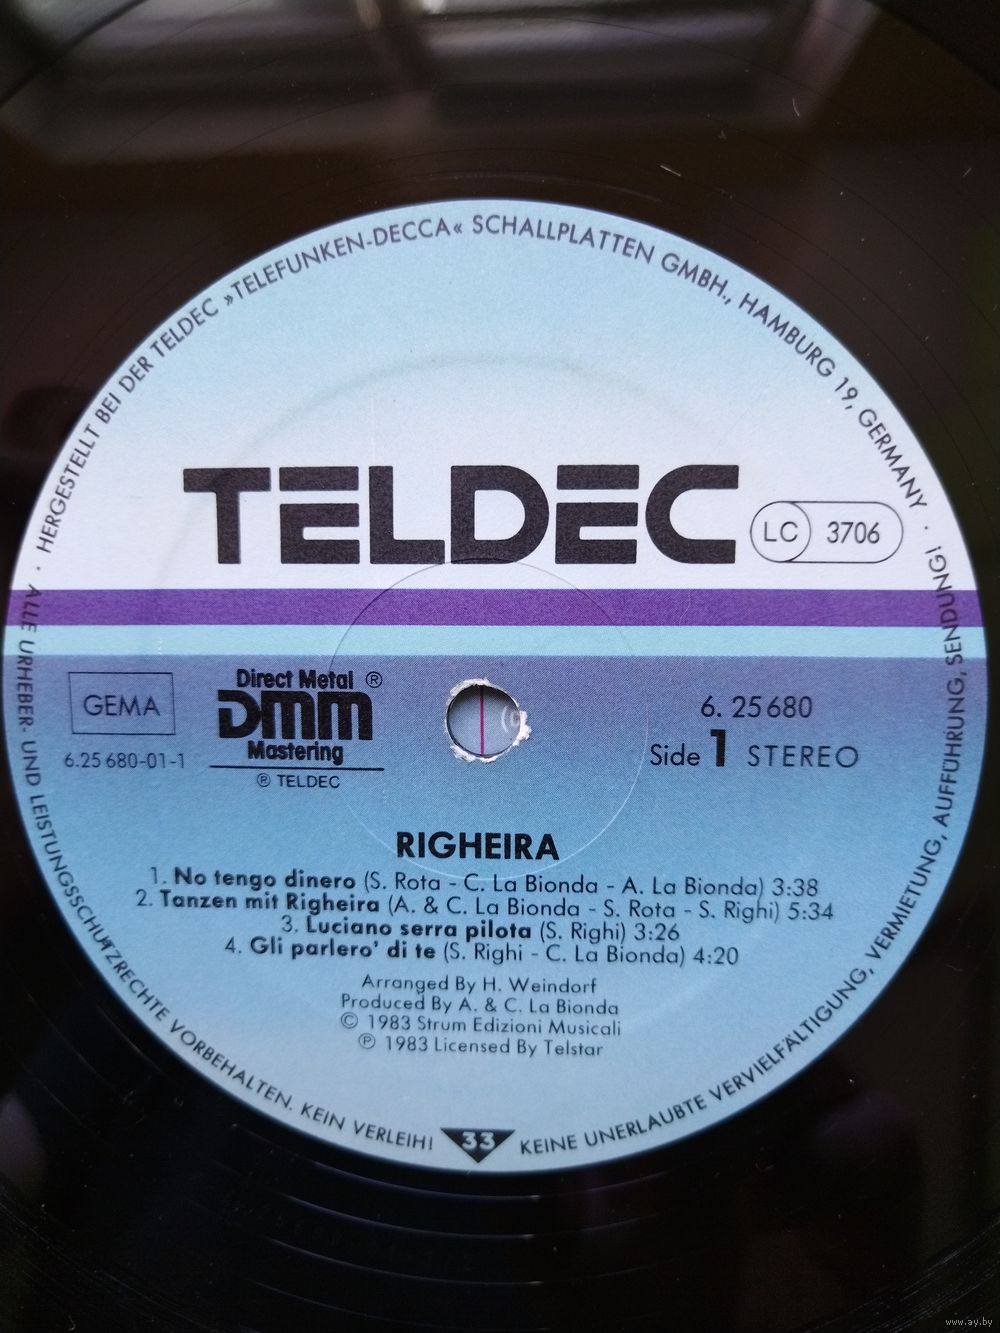 HERGESTELLT BEI DER TELDEC »TELEFUNKEN-DECCA« SCHALLPLATTEN GMBH., HAMBURG 19, GERMANY ·
TELDEC
LC 3706
GEMA
6.25 680-01-1
Direct Metal ®
DMM
Mastering
℗ TELDEC
6. 25 680
Side 1 STEREO
RIGHEIRA
1. No tengo dinero (S. Rota - C. La Bionda - A. La Bionda) 3:38
2. Tanzen mit Righeira (A. & C. La Bionda - S. Rota - S. Righi) 5:34
3. Luciano serra pilota (S. Righi) 3:26
4. Gli parlero' di te (S. Righi - C. La Bionda) 4:20
Arranged By H. Weindorf
Produced By A. & C. La Bionda
© 1983 Strum Edizioni Musicali
℗ 1983 Licensed By Telstar
· ALLE URHEBER- UND LEISTUNGSSCHUTZRECHTE VORBEHALTEN. KEIN VERLEIH!
33
KEINE UNERLAUBTE VERVIELFÄLTIGUNG, VERMIETUNG, AUFFÜHRUNG, SENDUNG!
www.ay.by